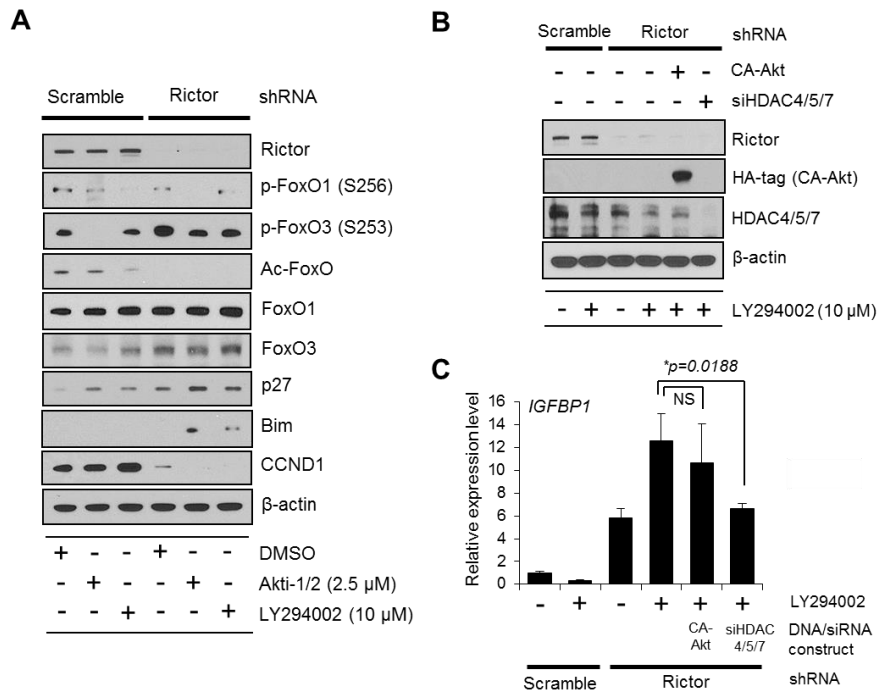 A
Scramble Rictor shRNA
Rictor
p-FoxO1 (S256)
p-FoxO3 (S253)
Ac-FoxO
FoxO1
FoxO3
p27
Bim
CCND1
β-actin
+ - - + - - DMSO
- + - - + - Akti-1/2 (2.5 µM)
- - + - - + LY294002 (10 µM)
B
Scramble Rictor shRNA
- - - - + - CA-Akt
- - - - - + siHDAC4/5/7
Rictor
HA-tag (CA-Akt)
HDAC4/5/7
β-actin
- + - + + + LY294002 (10 µM)
C
*p=0.0188
NS
IGFBP1
Relative expression level
16
14
12
10
8
6
4
2
0
- + - + + + LY294002
CA-Akt siHDAC 4/5/7 DNA/siRNA construct
Scramble Rictor shRNA